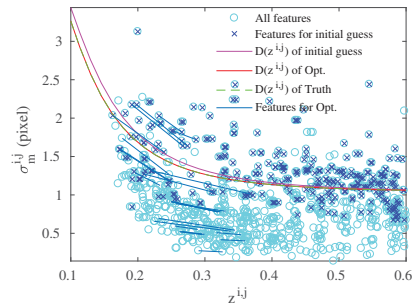 All features
Features for initial guess
D(z^{i,j}) of initial guess
D(z^{i,j}) of Opt.
D(z^{i,j}) of Truth
Features for Opt.
3
2.5
2
1.5
1
0.5
σ_m^{i,j} (pixel)
0.1 0.2 0.3 0.4 0.5 0.6
z^{i,j}